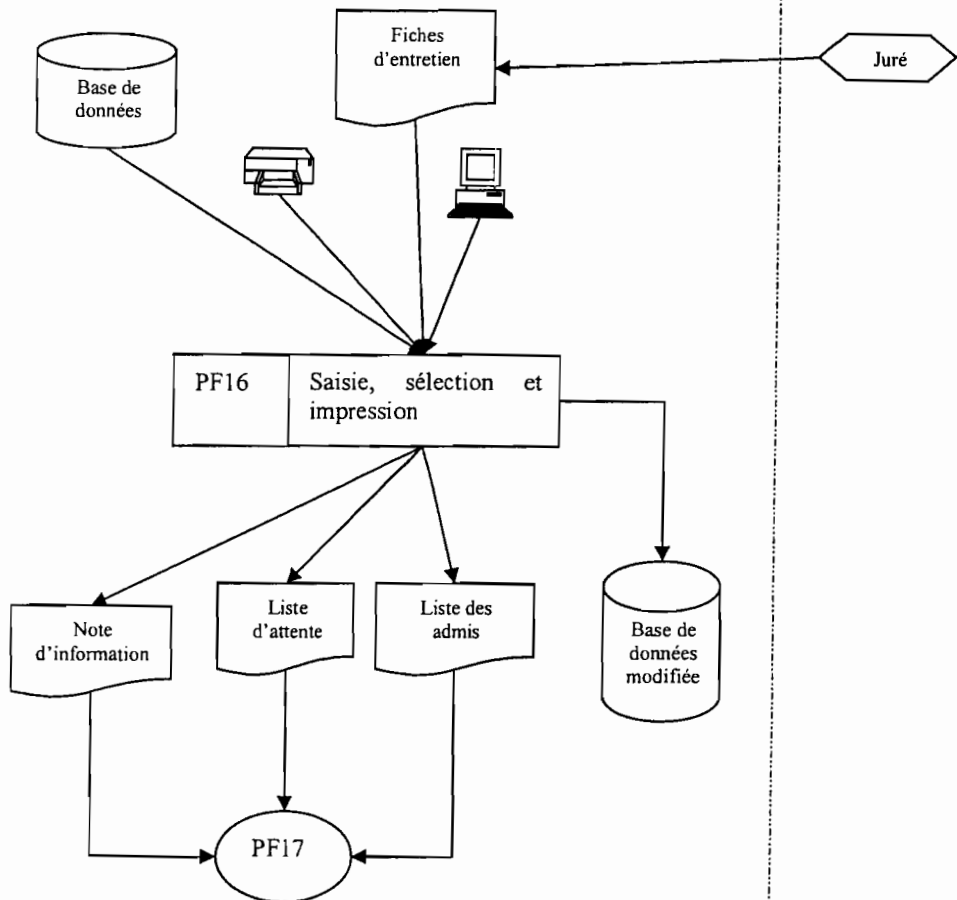 Fiches
d'entretien
Juré
Base de
données
PF16
Saisie, sélection et
impression
Note
d'information
Liste
d'attente
Liste des
admis
Base de
données
modifiée
PF17